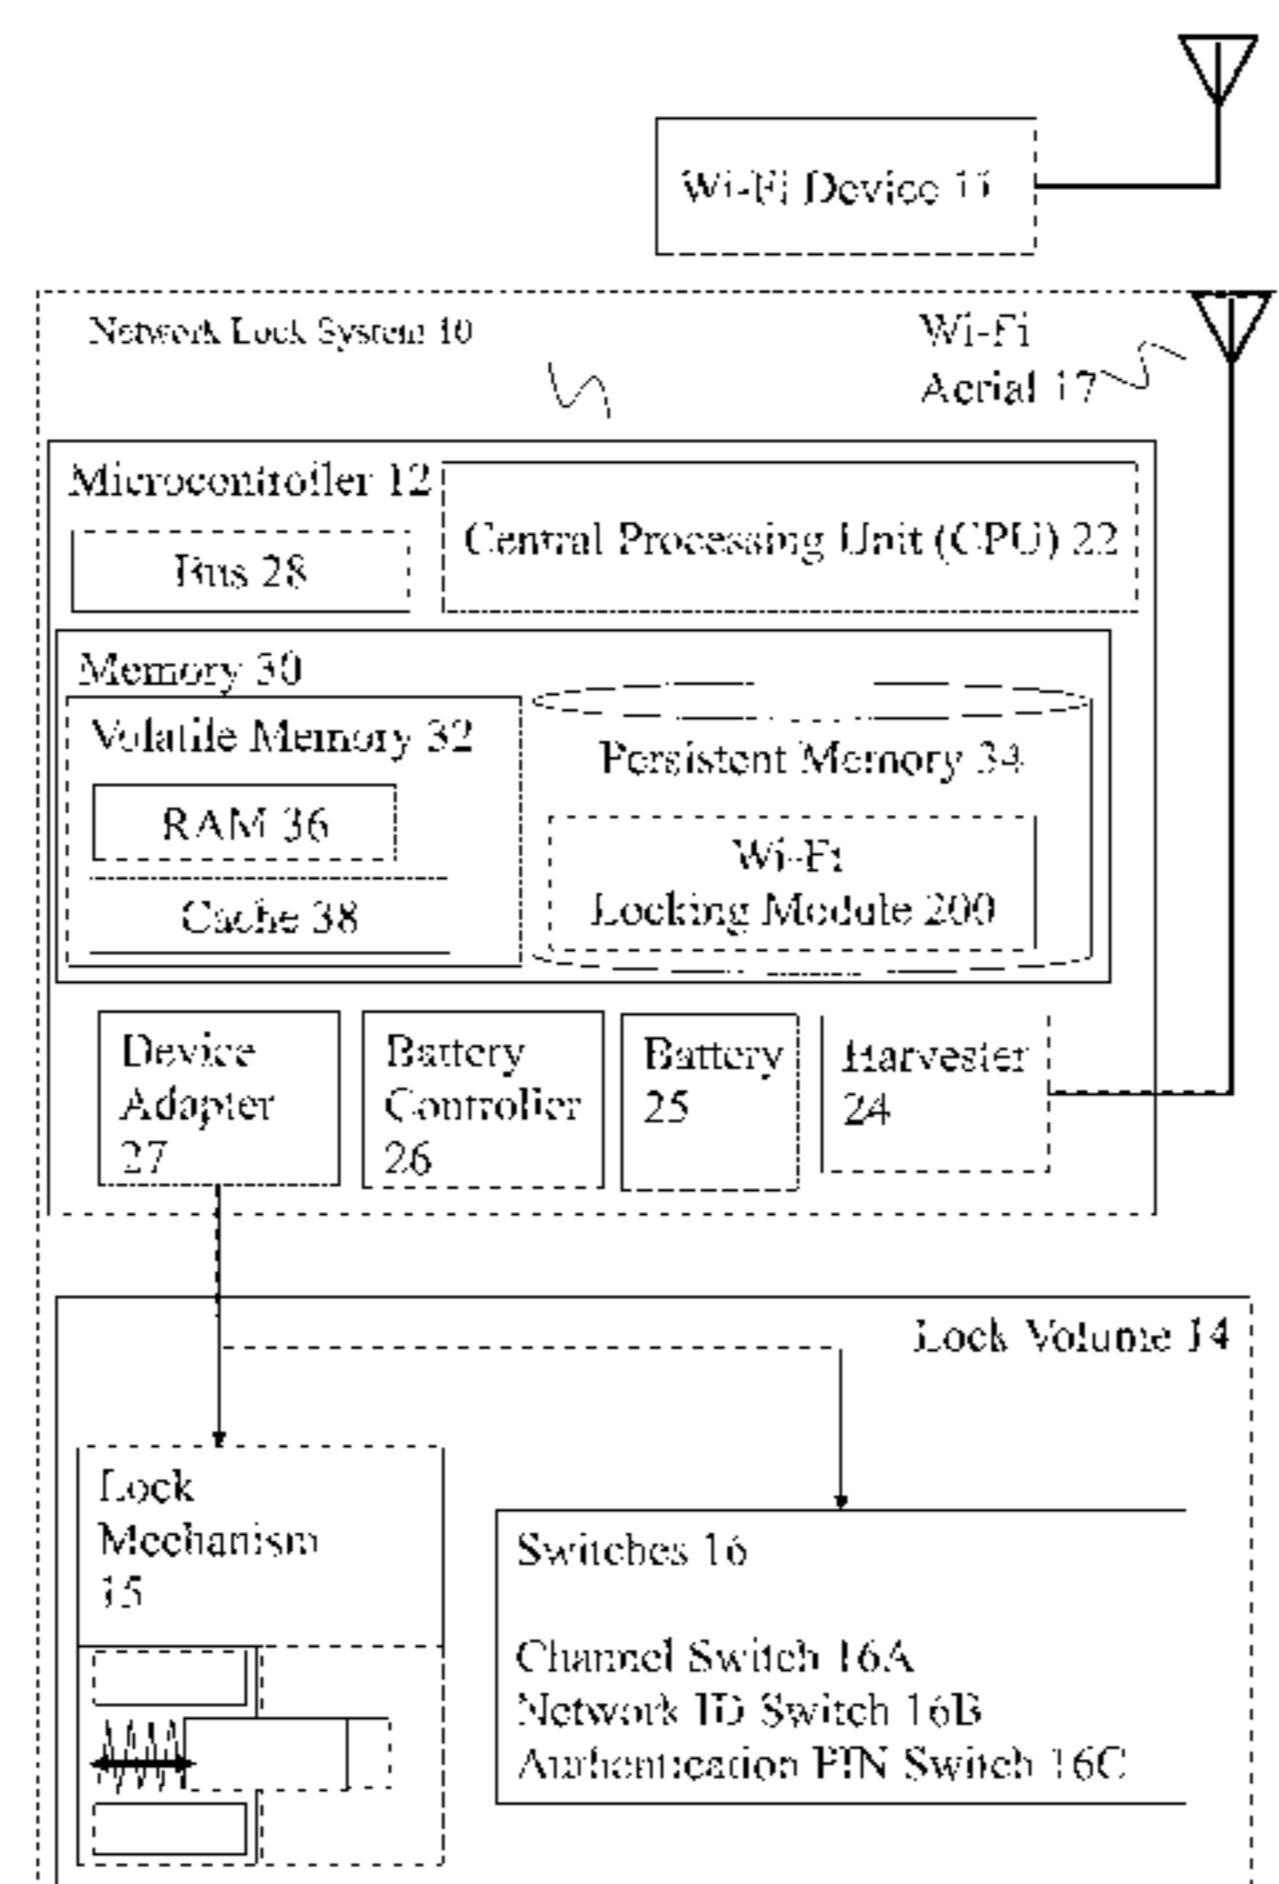 Wi-Fi Device 11
Network Lock System 10
Wi-Fi
Aerial 17
Microcontroller 12
Central Processing Unit (CPU) 22
Bus 28
Memory 30
Volatile Memory 32
Persistent Memory 34
RAM 36
Wi-Fi
Locking Module 200
Cache 38
Device
Adapter
27
Battery
Controller
26
Battery
25
Harvester
24
Lock Volume 14
Lock
Mechanism
15
Switches 16
Channel Switch 16A
Network ID Switch 16B
Authentication PIN Switch 16C